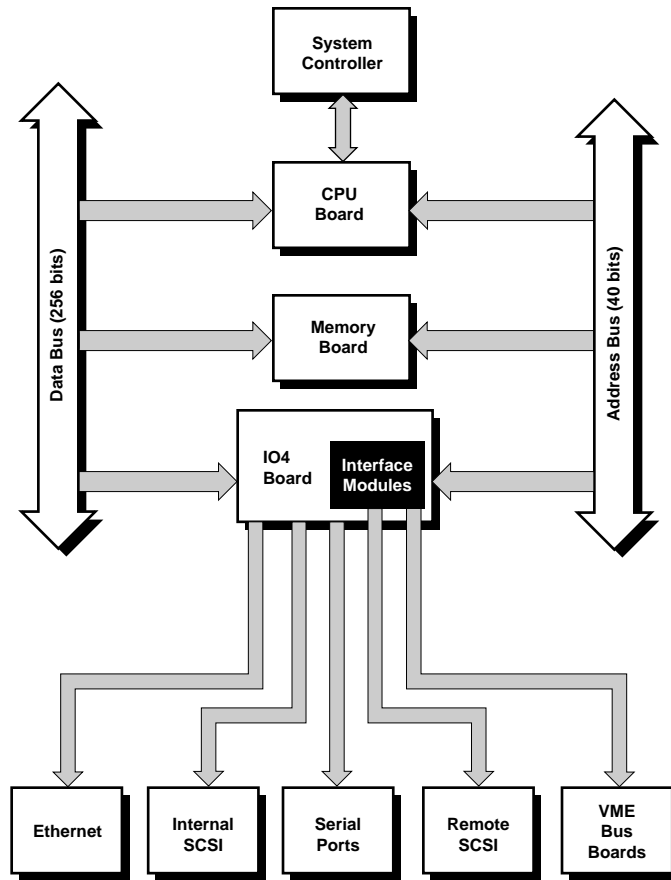 System
Controller
CPU
Board
Data Bus (256 bits)
Address Bus (40 bits)
Memory
Board
IO4
Board
Interface
Modules
Ethernet
Internal
SCSI
Serial
Ports
Remote
SCSI
VME
Bus
Boards